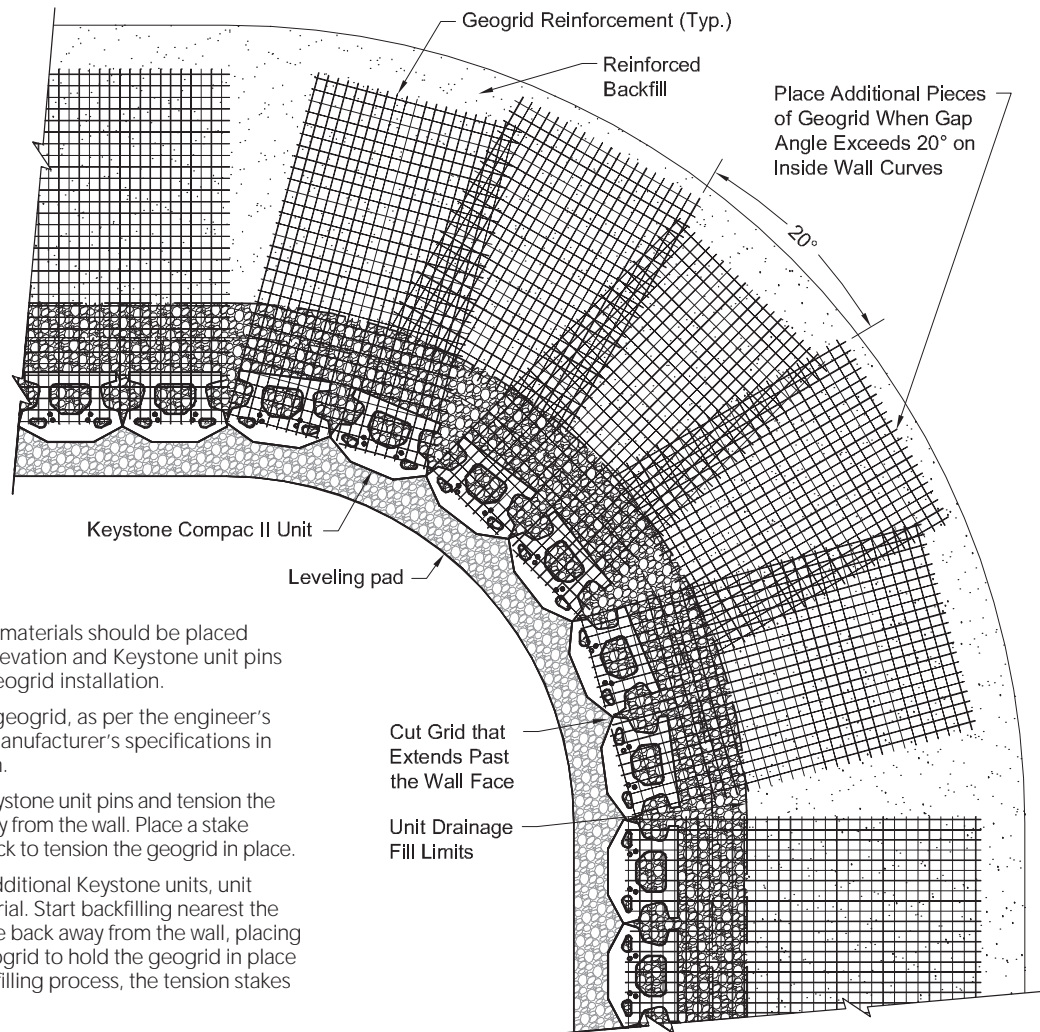 Geogrid Reinforcement (Typ.)
Reinforced
Backfill
Place Additional Pieces
of Geogrid When Gap
Angle Exceeds 20° on
Inside Wall Curves
20°
Keystone Compac II Unit
Leveling pad
Cut Grid that
Extends Past
the Wall Face
Unit Drainage
Fill Limits
materials should be placed
evation and Keystone unit pins
eogrid installation.
geogrid, as per the engineer's
anufacturer's specifications in
ystone unit pins and tension the
y from the wall. Place a stake
ck to tension the geogrid in place.
dditional Keystone units, unit
rial. Start backfilling nearest the
e back away from the wall, placing
ogrid to hold the geogrid in place
filling process, the tension stakes